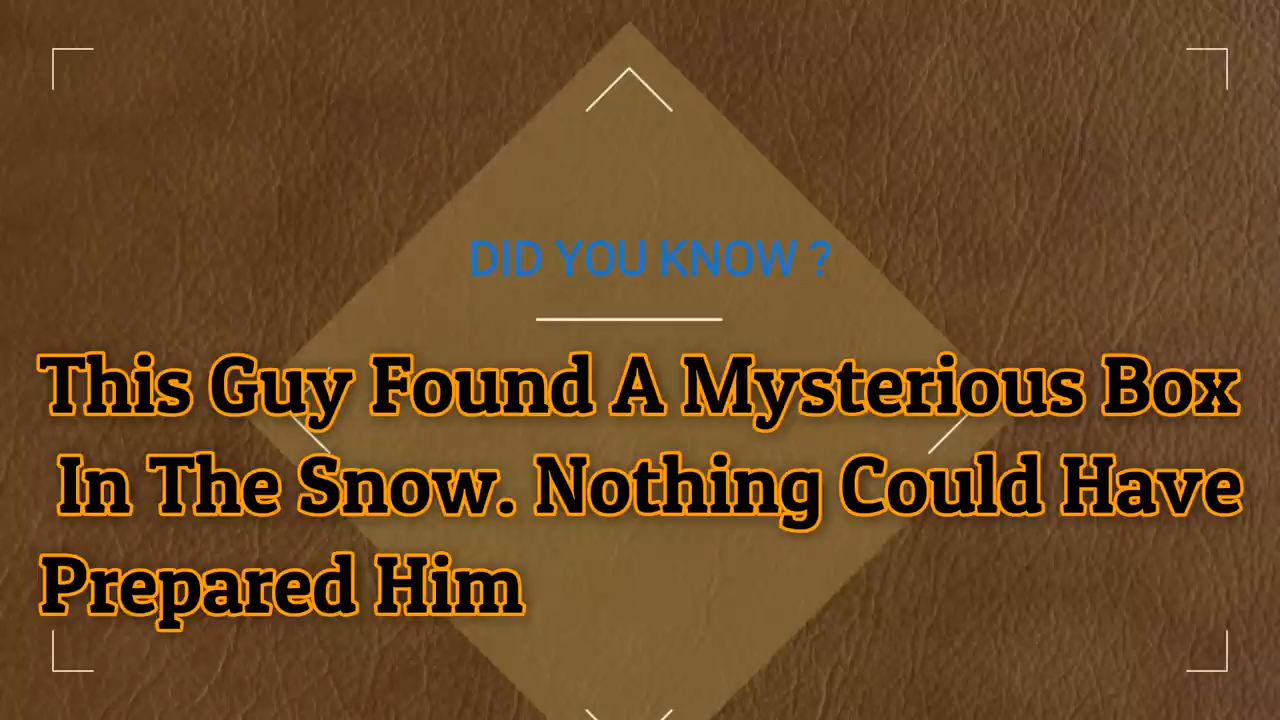 DID YOU KNOW ?
This Guy Found A Mysterious Box
In The Snow. Nothing Could Have
Prepared Him